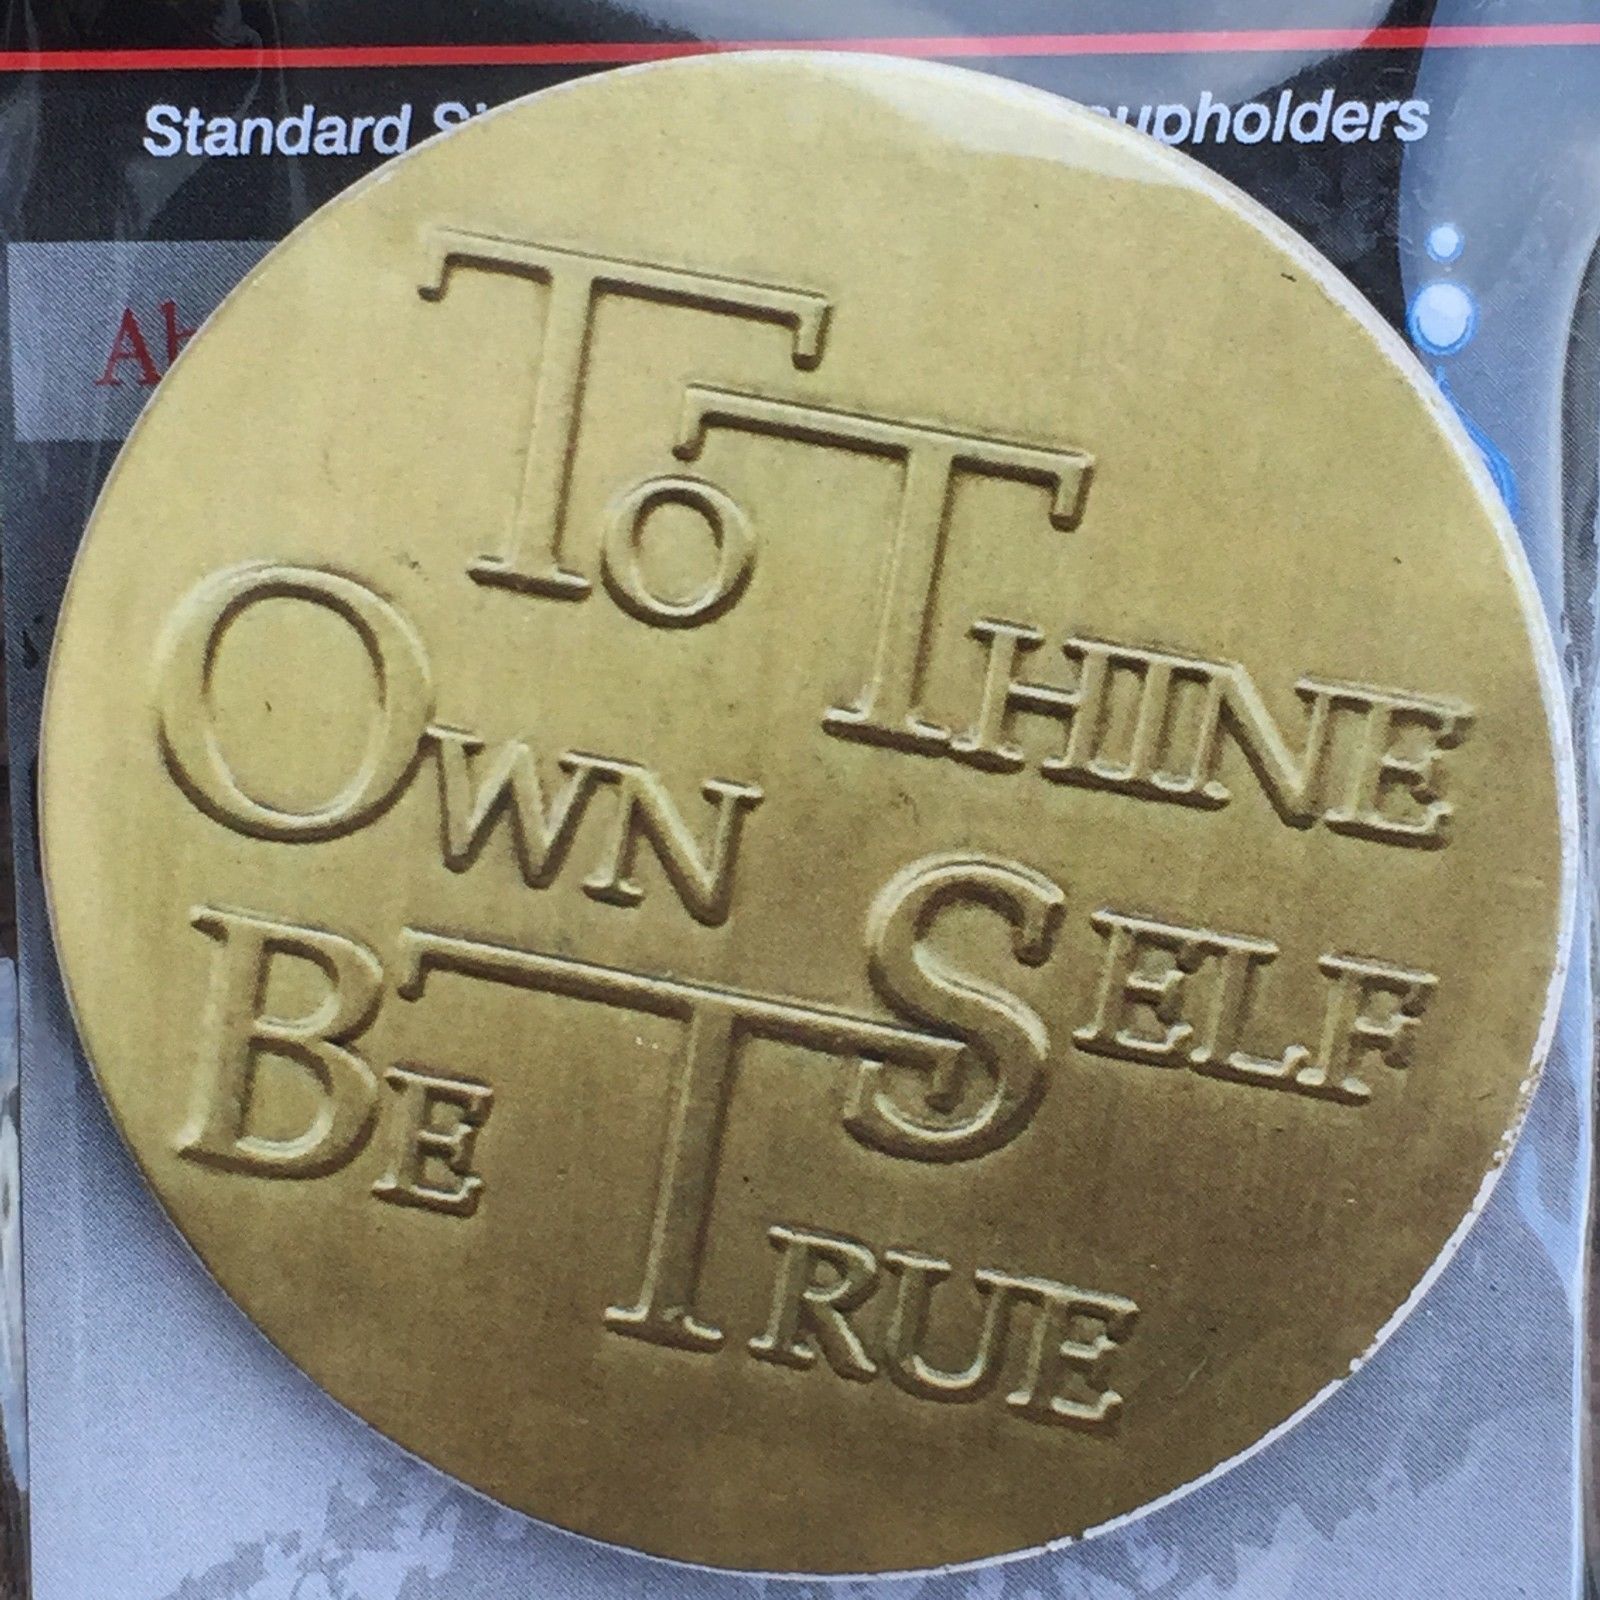 Standard
upholders
To Thine
Own Self
Be True